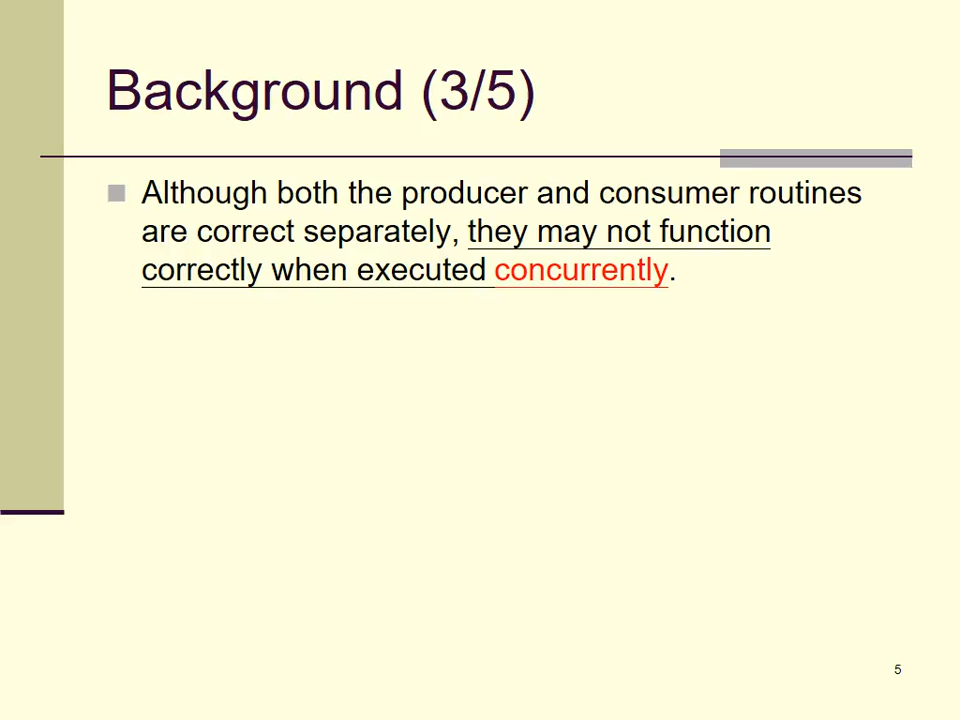 Background (3/5)
Although both the producer and consumer routines
are correct separately, they may not function
correctly when executed concurrently.
5